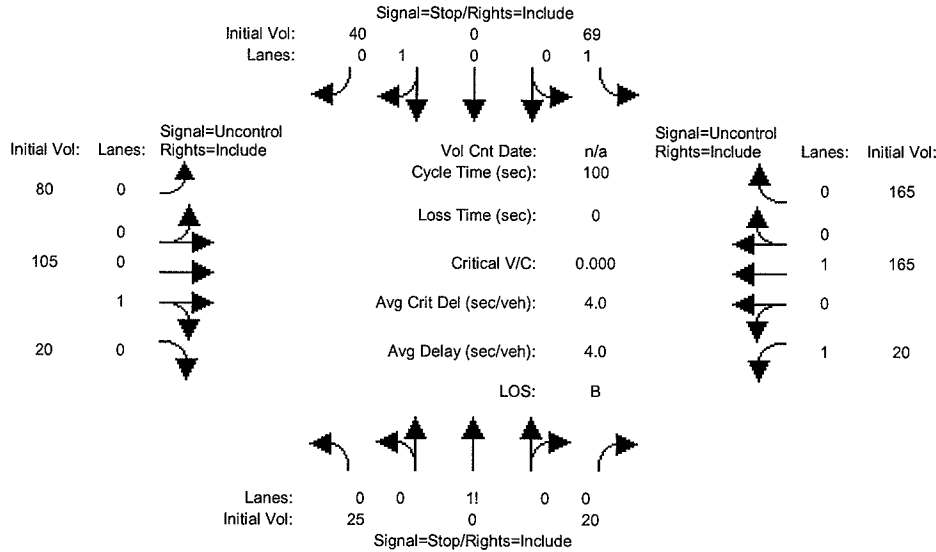 Signal=Stop/Rights=Include
Initial Vol: 40 0 69
Lanes: 0 1 0 0 1
Signal=Uncontrol
Rights=Include
Initial Vol: Lanes:
80 0
0
105 0
1
20 0
Vol Cnt Date: n/a
Cycle Time (sec): 100
Loss Time (sec): 0
Critical V/C: 0.000
Avg Crit Del (sec/veh): 4.0
Avg Delay (sec/veh): 4.0
LOS: B
Signal=Uncontrol
Rights=Include
Lanes: Initial Vol:
0 165
0
1 165
0
1 20
Lanes: 0 0 1! 0 0
Initial Vol: 25 0 20
Signal=Stop/Rights=Include